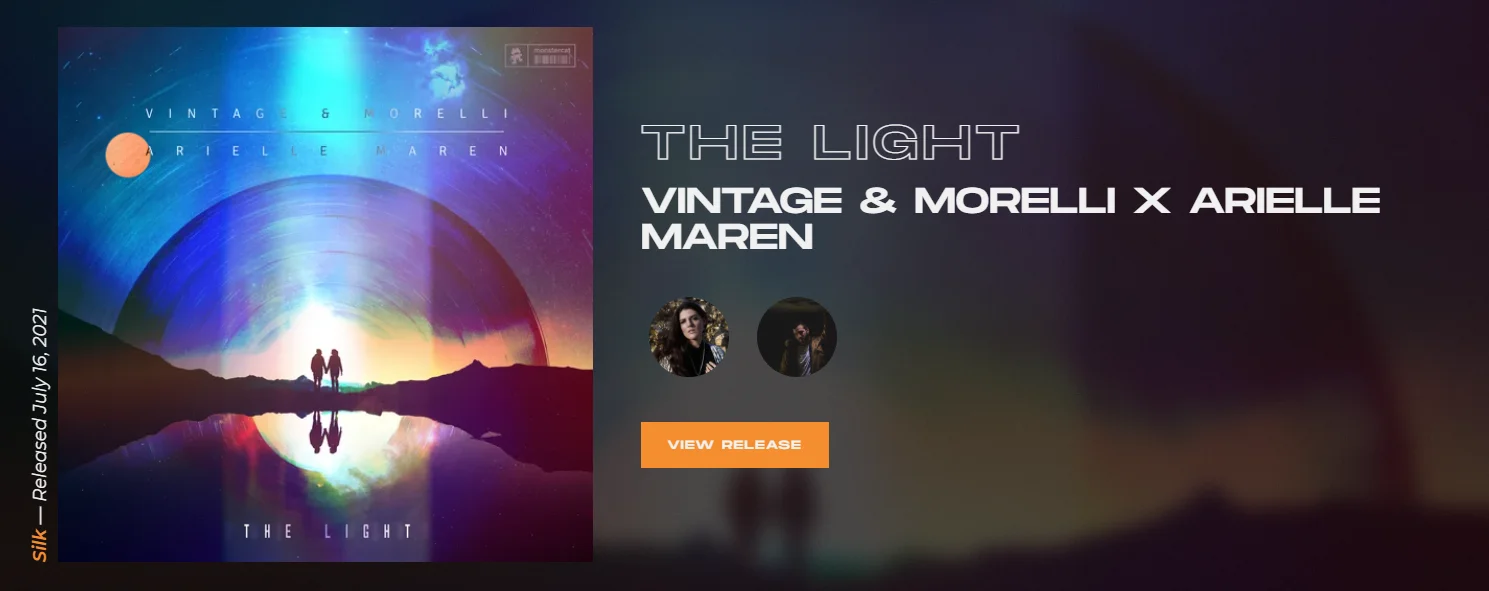 VINTAGE & MORELLI
ARIELLE MAREN
monstercat
THE LIGHT
Silk — Released July 16, 2021
THE LIGHT
VINTAGE & MORELLI X ARIELLE
MAREN
VIEW RELEASE